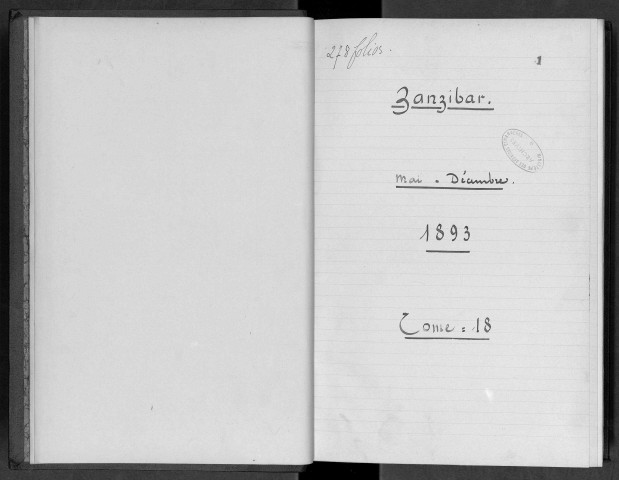 278 folios.
1
Zanzibar.
Mai - Décembre.
1893
Tome = 18